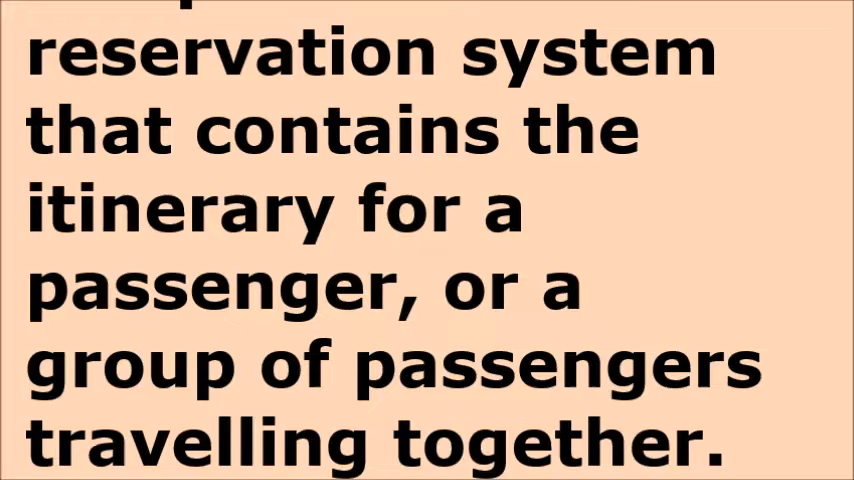 reservation system
that contains the
itinerary for a
passenger, or a
group of passengers
travelling together.